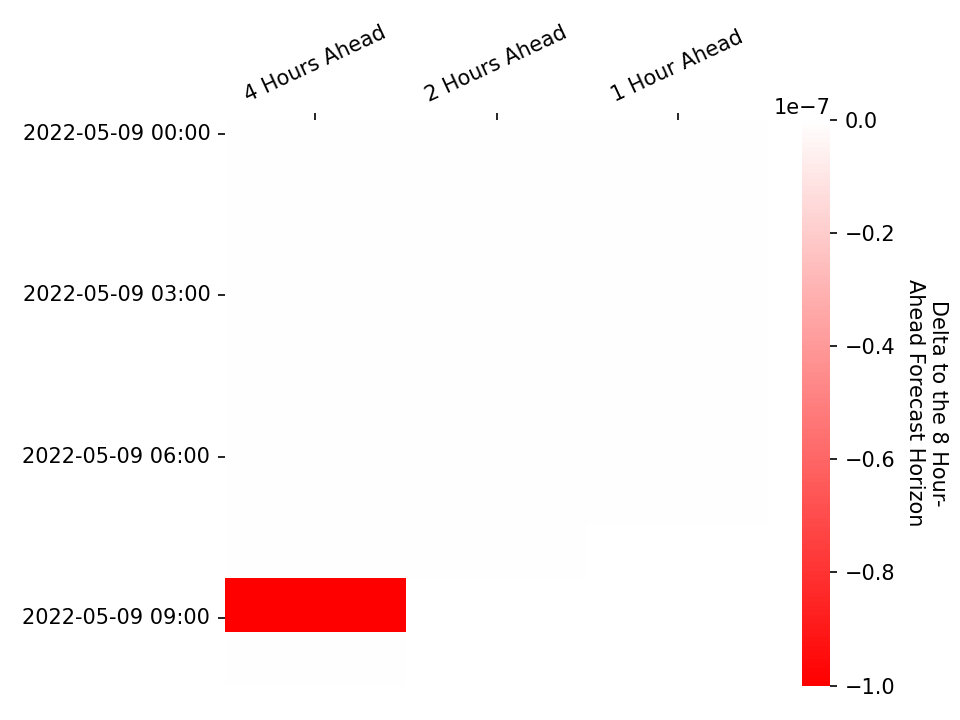 4 Hours Ahead
2 Hours Ahead
1 Hour Ahead
2022-05-09 00:00
2022-05-09 03:00
2022-05-09 06:00
2022-05-09 09:00
1e−7
0.0
−0.2
−0.4
−0.6
−0.8
−1.0
Delta to the 8 Hour-
Ahead Forecast Horizon